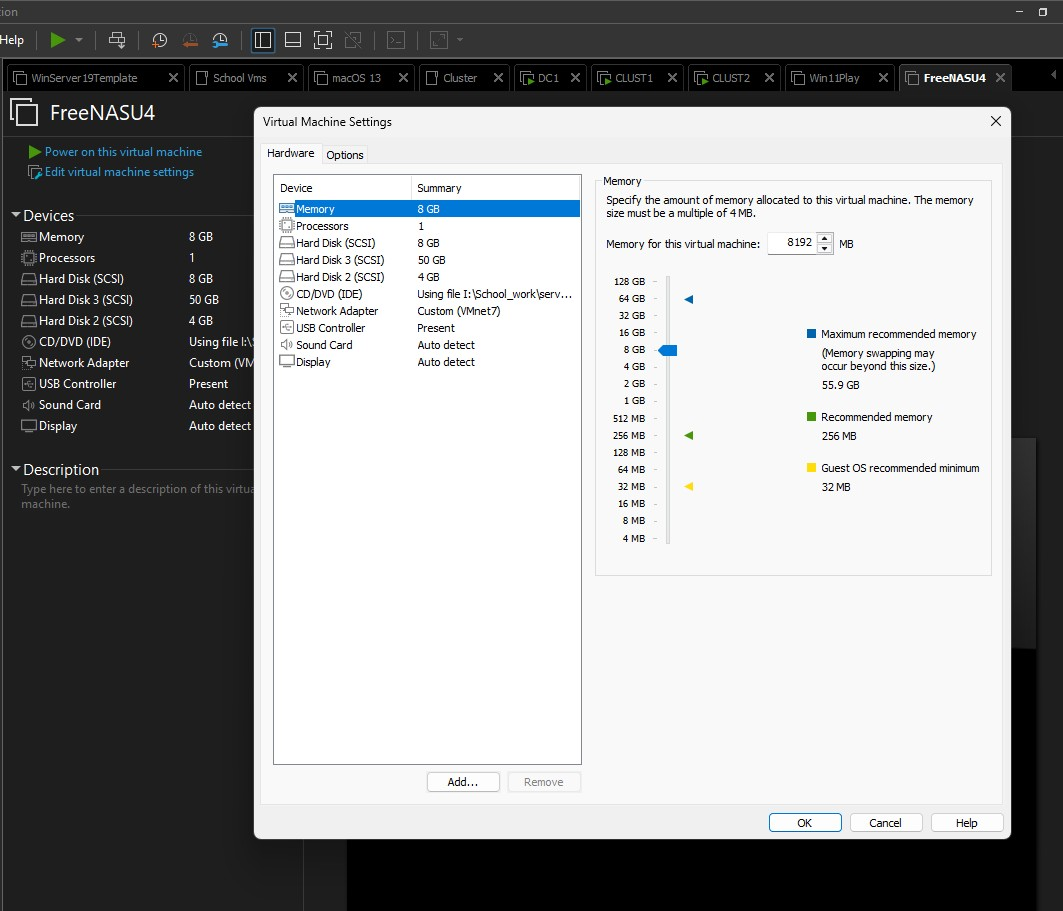 ion
Help
WinServer19Template
School Vms
macOS 13
Cluster
DC1
CLUST1
CLUST2
Win11Play
FreeNASU4
FreeNASU4
Power on this virtual machine
Edit virtual machine settings
Devices
Memory 8 GB
Processors 1
Hard Disk (SCSI) 8 GB
Hard Disk 3 (SCSI) 50 GB
Hard Disk 2 (SCSI) 4 GB
CD/DVD (IDE) Using file I:\
Network Adapter Custom (VM
USB Controller Present
Sound Card Auto detect
Display Auto detect
Description
Type here to enter a description of this virtua
machine.
Virtual Machine Settings
Hardware Options
Device Summary
Memory 8 GB
Processors 1
Hard Disk (SCSI) 8 GB
Hard Disk 3 (SCSI) 50 GB
Hard Disk 2 (SCSI) 4 GB
CD/DVD (IDE) Using file I:\School_work\serv...
Network Adapter Custom (VMnet7)
USB Controller Present
Sound Card Auto detect
Display Auto detect
Add... Remove
Memory
Specify the amount of memory allocated to this virtual machine. The memory
size must be a multiple of 4 MB.
Memory for this virtual machine: 8192 MB
128 GB
64 GB
32 GB
16 GB
8 GB
4 GB
2 GB
1 GB
512 MB
256 MB
128 MB
64 MB
32 MB
16 MB
8 MB
4 MB
Maximum recommended memory
(Memory swapping may
occur beyond this size.)
55.9 GB
Recommended memory
256 MB
Guest OS recommended minimum
32 MB
OK Cancel Help